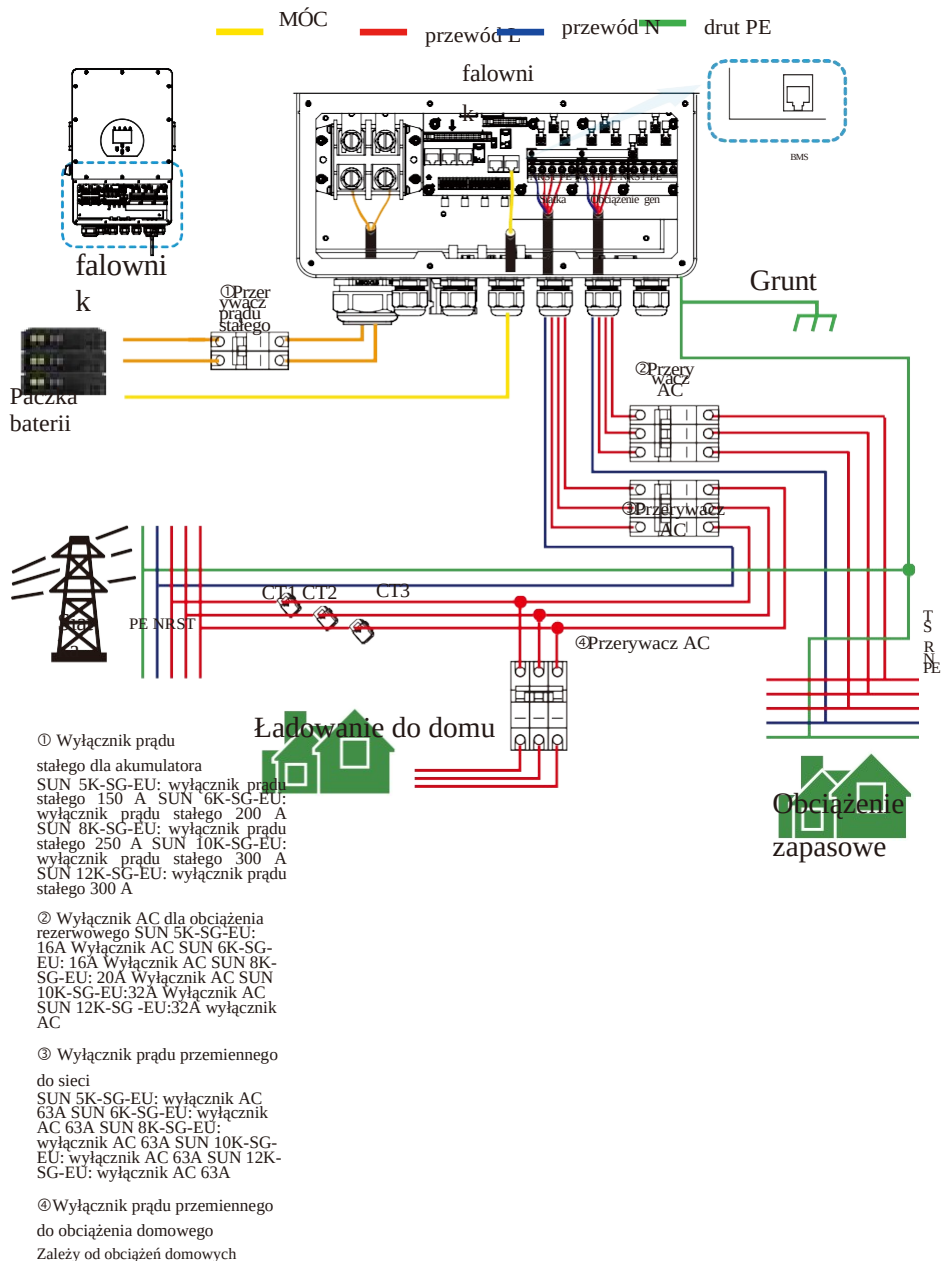 MÓC
przewód L
przewód N
drut PE
falowni
k
BMS
Siatka
Obciążenie gen
falowni
k
Grunt
①Przer
ywacz
prądu
stałego
②Przery
wacz
AC
Paczka
baterii
③Przerywacz
AC
CT1 CT2 CT3
PE NRST
④Przerywacz AC
T
S
R
N
PE
Ładowanie do domu
Obciążenie
zapasowe
① Wyłącznik prądu
stałego dla akumulatora
SUN 5K-SG-EU: wyłącznik prądu
stałego 150 A SUN 6K-SG-EU:
wyłącznik prądu stałego 200 A
SUN 8K-SG-EU: wyłącznik prądu
stałego 250 A SUN 10K-SG-EU:
wyłącznik prądu stałego 300 A
SUN 12K-SG-EU: wyłącznik prądu
stałego 300 A
② Wyłącznik AC dla obciążenia
rezerwowego SUN 5K-SG-EU:
16A Wyłącznik AC SUN 6K-SG-
EU: 16A Wyłącznik AC SUN 8K-
SG-EU: 20A Wyłącznik AC SUN
10K-SG-EU:32A Wyłącznik AC
SUN 12K-SG -EU:32A wyłącznik
AC
③ Wyłącznik prądu przemiennego
do sieci
SUN 5K-SG-EU: wyłącznik AC
63A SUN 6K-SG-EU: wyłącznik
AC 63A SUN 8K-SG-EU:
wyłącznik AC 63A SUN 10K-SG-
EU: wyłącznik AC 63A SUN 12K-
SG-EU: wyłącznik AC 63A
④Wyłącznik prądu przemiennego
do obciążenia domowego
Zależy od obciążeń domowych